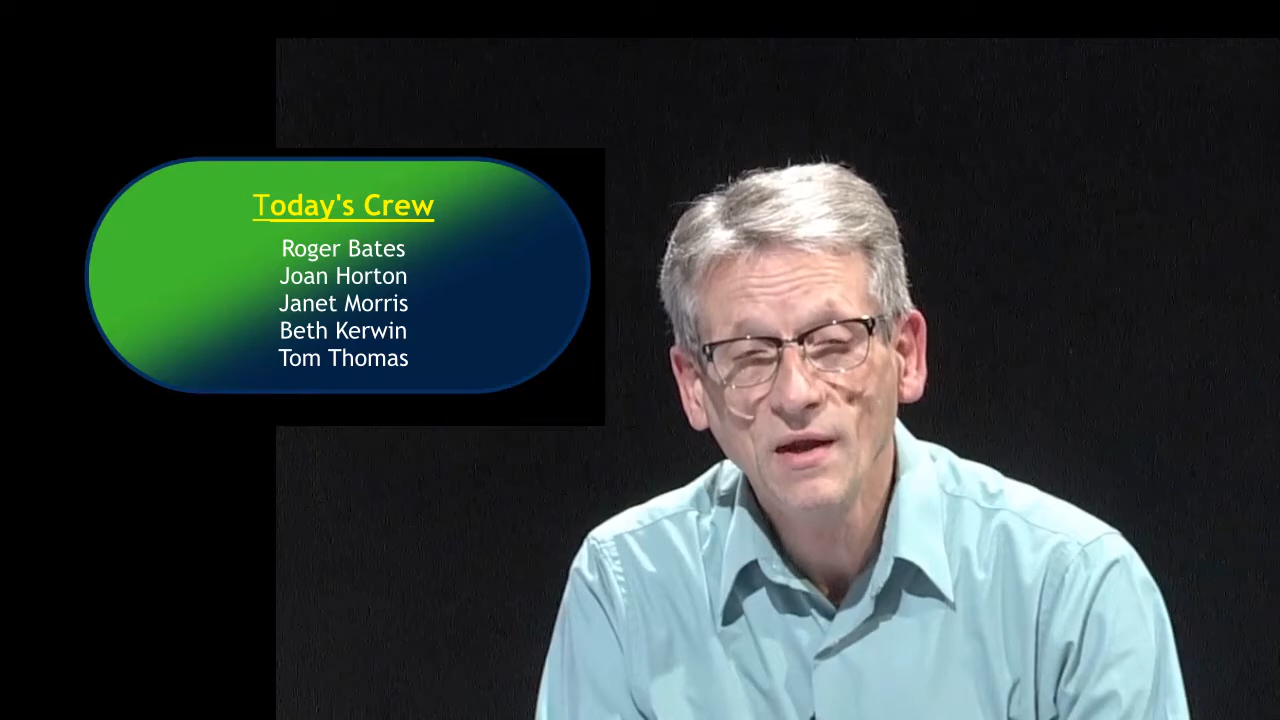 Today's Crew
Roger Bates
Joan Horton
Janet Morris
Beth Kerwin
Tom Thomas